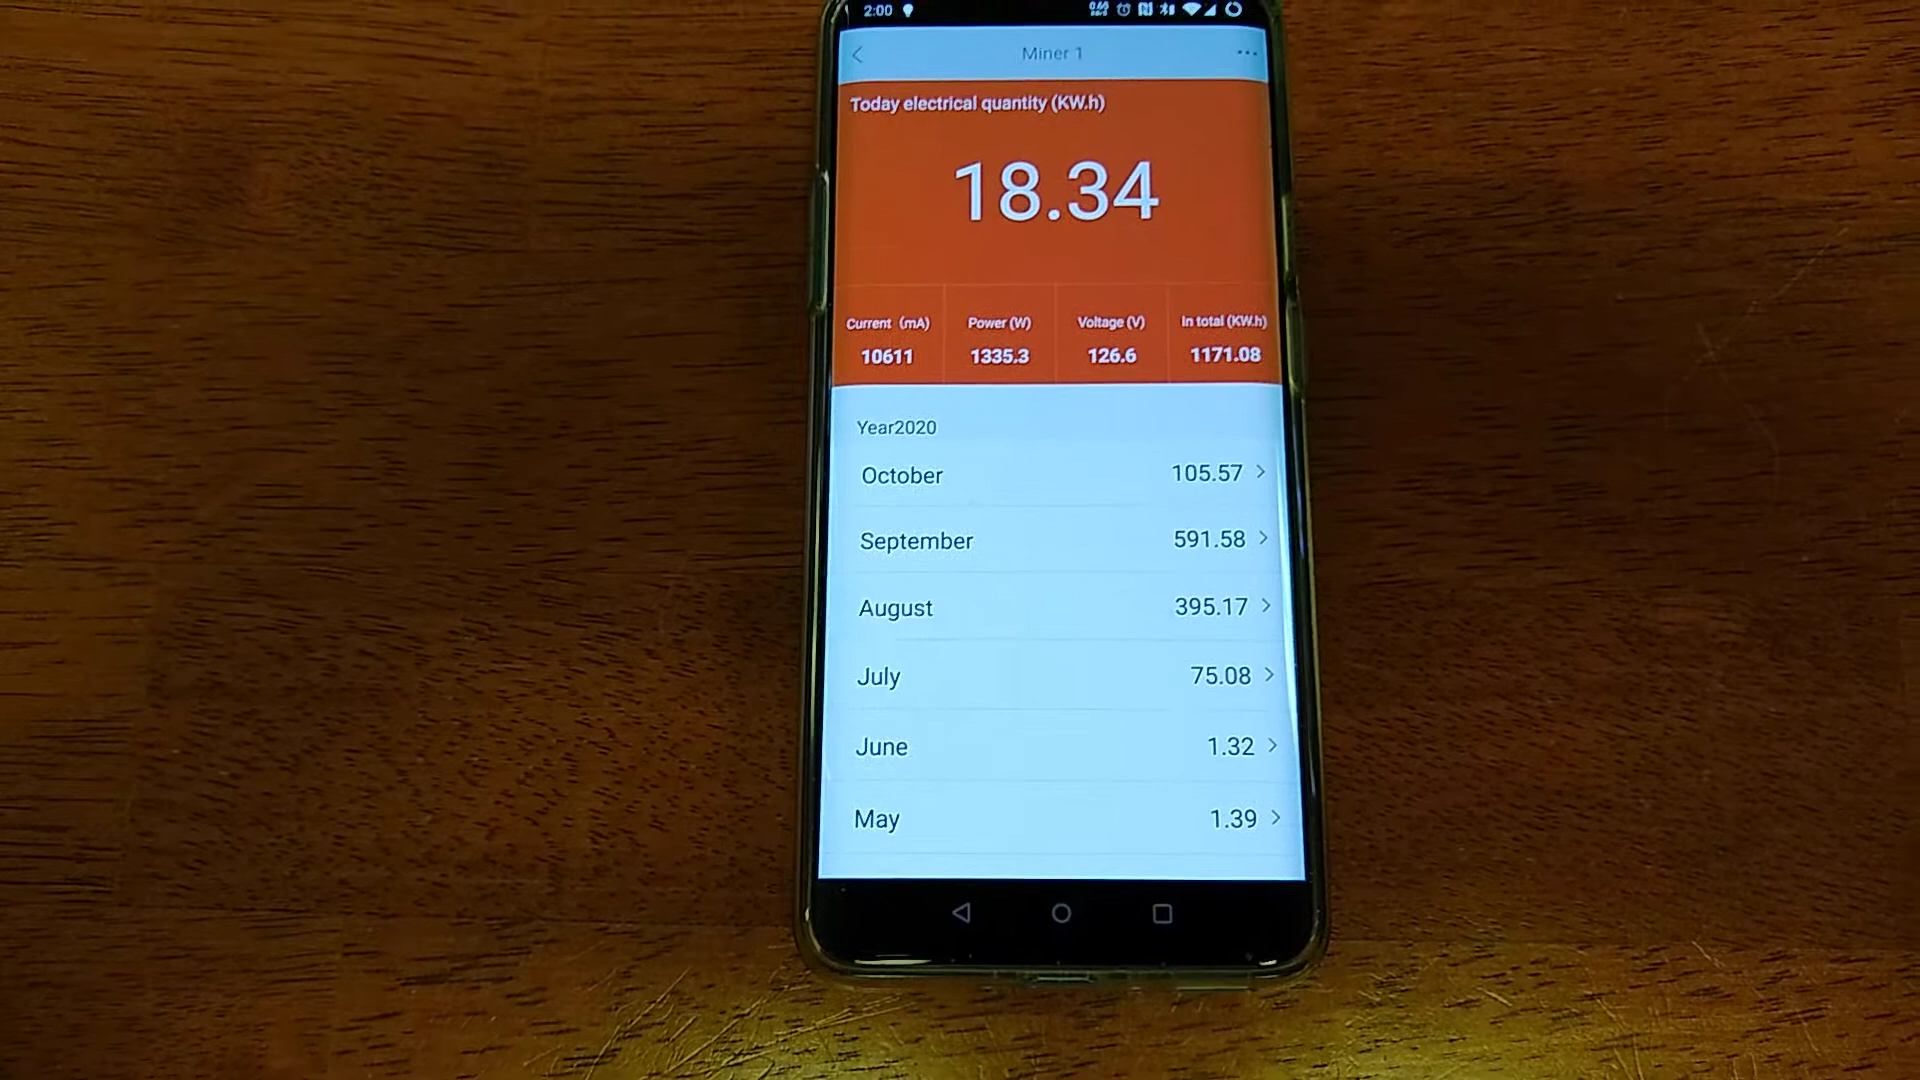 2:00
Miner 1
Today electrical quantity (KW.h)
18.34
Current (mA) Power (W) Voltage (V) In total (KW.h)
10611 1335.3 126.6 1171.08
Year2020
October 105.57
September 591.58
August 395.17
July 75.08
June 1.32
May 1.39